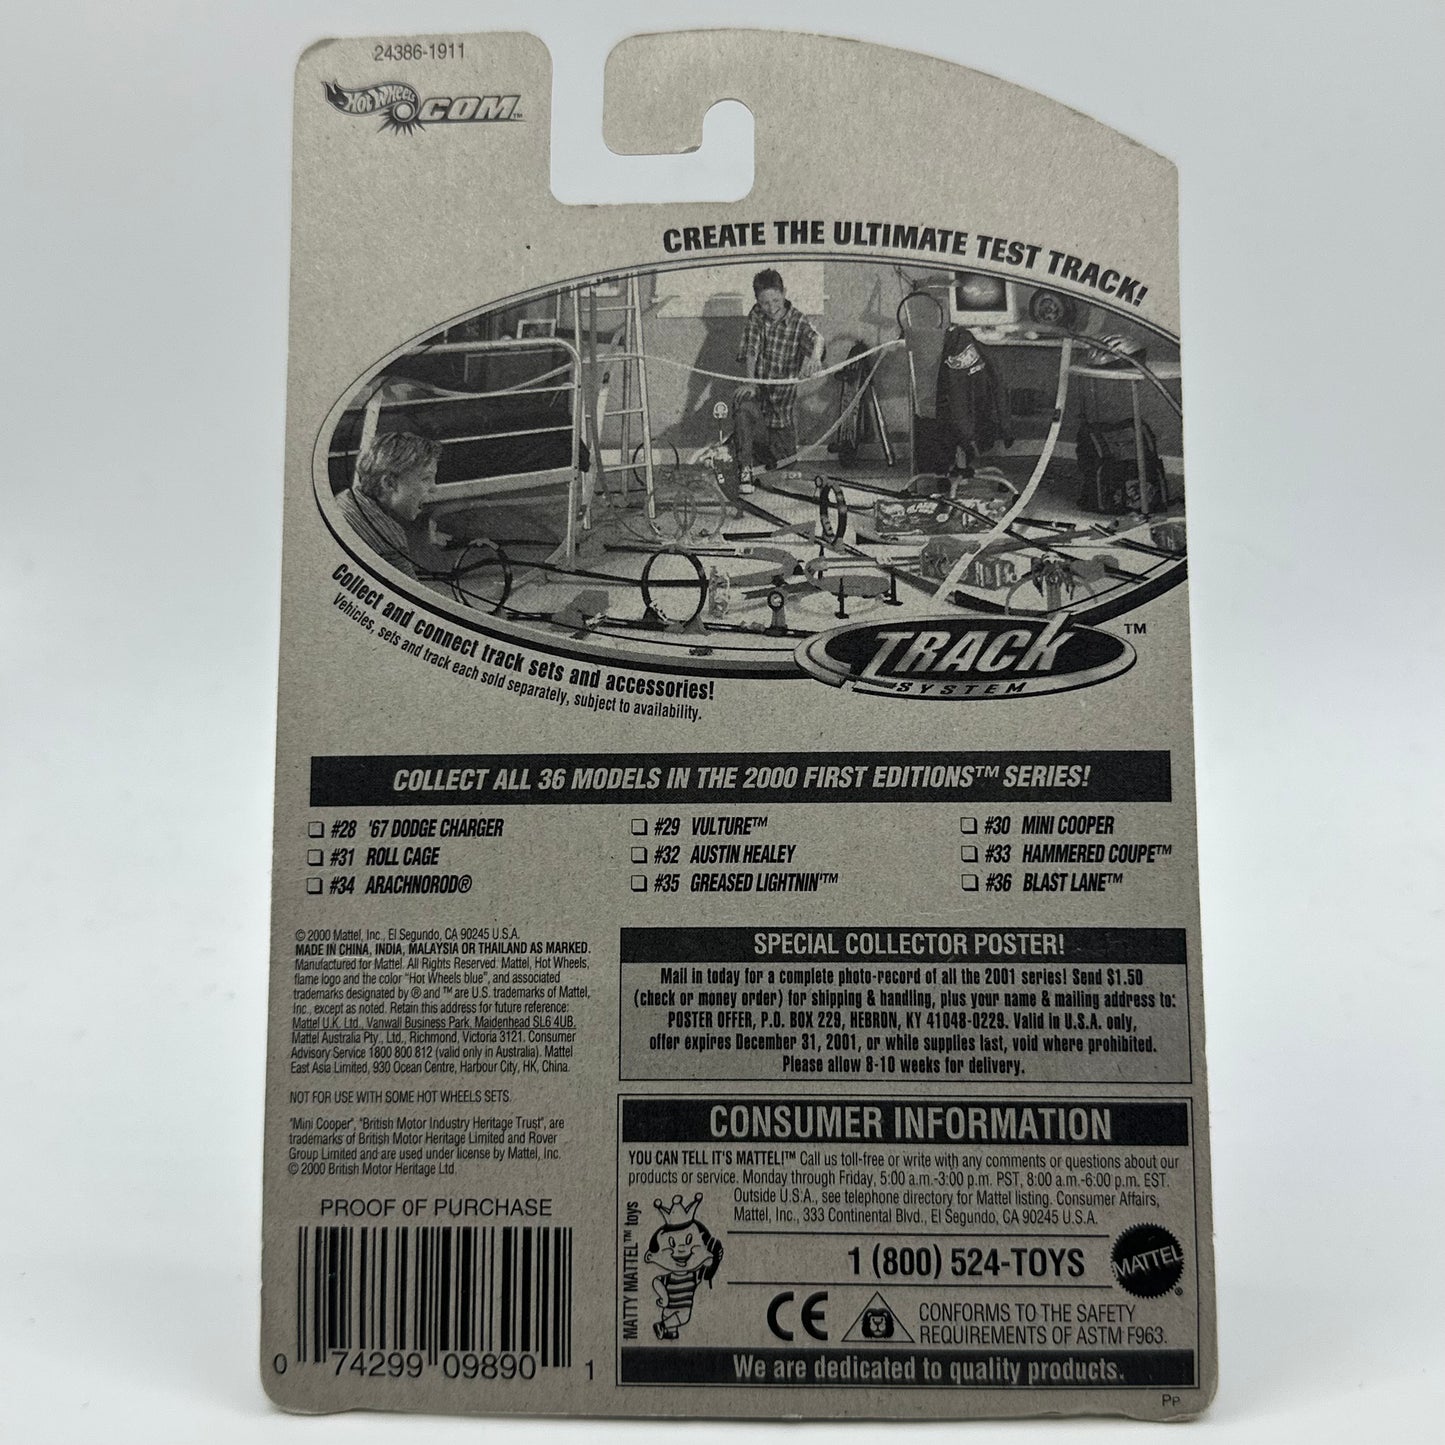 24386-1911
HOT WHEELS .COM™
CREATE THE ULTIMATE TEST TRACK!
Collect and connect track sets and accessories!
Vehicles, sets and track each sold separately, subject to availability.
TRACK™
SYSTEM
COLLECT ALL 36 MODELS IN THE 2000 FIRST EDITIONS™ SERIES!
#28 '67 DODGE CHARGER
#29 VULTURE™
#30 MINI COOPER
#31 ROLL CAGE
#32 AUSTIN HEALEY
#33 HAMMERED COUPE™
#34 ARACHNOROD®
#35 GREASED LIGHTNIN'™
#36 BLAST LANE™
© 2000 Mattel, Inc., El Segundo, CA 90245 U.S.A.
MADE IN CHINA, INDIA, MALAYSIA OR THAILAND AS MARKED.
Manufactured for Mattel. All Rights Reserved. Mattel, Hot Wheels,
flame logo and the color "Hot Wheels blue", and associated
trademarks designated by ® and ™ are U.S. trademarks of Mattel,
Inc., except as noted. Retain this address for future reference:
Mattel U.K. Ltd., Vanwall Business Park, Maidenhead SL6 4UB.
Mattel Australia Pty., Ltd., Richmond, Victoria 3121. Consumer
Advisory Service 1800 800 812 (valid only in Australia). Mattel
East Asia Limited, 930 Ocean Centre, Harbour City, HK, China.
NOT FOR USE WITH SOME HOT WHEELS SETS.
"Mini Cooper", "British Motor Industry Heritage Trust", are
trademarks of British Motor Heritage Limited and Rover
Group Limited and are used under license by Mattel, Inc.
© 2000 British Motor Heritage Ltd.
PROOF OF PURCHASE
0 74299 09890 1
SPECIAL COLLECTOR POSTER!
Mail in today for a complete photo-record of all the 2001 series! Send $1.50
(check or money order) for shipping & handling, plus your name & mailing address to:
POSTER OFFER, P.O. BOX 229, HEBRON, KY 41048-0229. Valid in U.S.A. only,
offer expires December 31, 2001, or while supplies last, void where prohibited.
Please allow 8-10 weeks for delivery.
CONSUMER INFORMATION
YOU CAN TELL IT'S MATTEL!™ Call us toll-free or write with any comments or questions about our
products or service. Monday through Friday, 5:00 a.m.-3:00 p.m. PST, 8:00 a.m.-6:00 p.m. EST.
Outside U.S.A., see telephone directory for Mattel listing. Consumer Affairs,
Mattel, Inc., 333 Continental Blvd., El Segundo, CA 90245 U.S.A.
MATTY MATTEL™ toys
1 (800) 524-TOYS
MATTEL®
CE
CONFORMS TO THE SAFETY
REQUIREMENTS OF ASTM F963.
We are dedicated to quality products.
PP